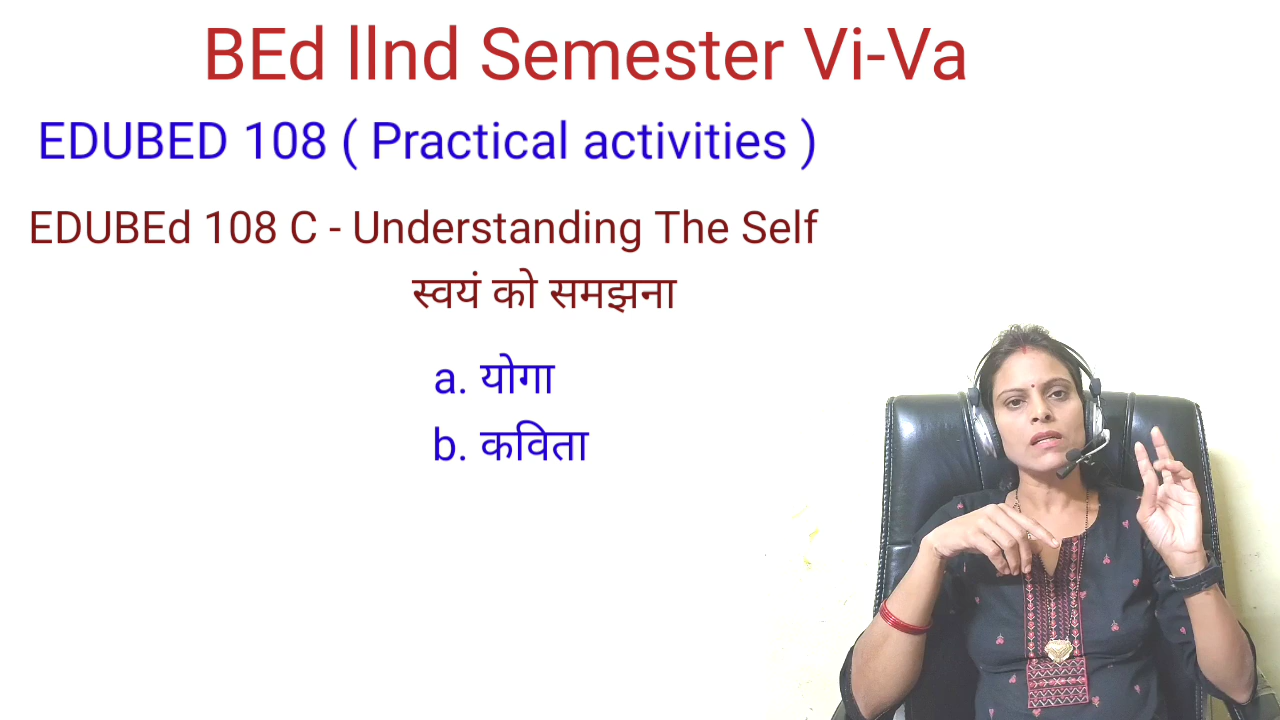 BEd llnd Semester Vi-Va
EDUBED 108 ( Practical activities )
EDUBEd 108 C - Understanding The Self
स्वयं को समझना
a. योगा
b. कविता